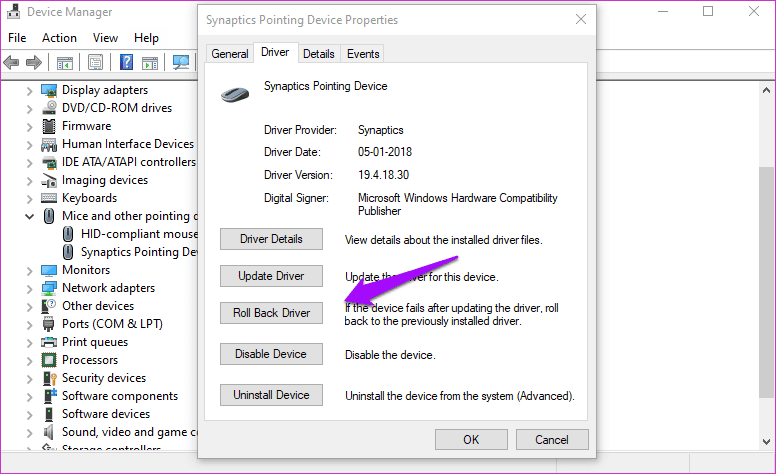 Device Manager
File Action View Help
Display adapters
DVD/CD-ROM drives
Firmware
Human Interface Devices
IDE ATA/ATAPI controllers
Imaging devices
Keyboards
Mice and other pointing d
HID-compliant mouse
Synaptics Pointing De
Monitors
Network adapters
Other devices
Ports (COM & LPT)
Print queues
Processors
Security devices
Software components
Software devices
Sound, video and game c
Storage controllers
Synaptics Pointing Device Properties
General Driver Details Events
Synaptics Pointing Device
Driver Provider: Synaptics
Driver Date: 05-01-2018
Driver Version: 19.4.18.30
Digital Signer: Microsoft Windows Hardware Compatibility
Publisher
Driver Details View details about the installed driver files.
Update Driver Update the driver for this device.
Roll Back Driver If the device fails after updating the driver, roll
back to the previously installed driver.
Disable Device Disable the device.
Uninstall Device Uninstall the device from the system (Advanced).
OK Cancel